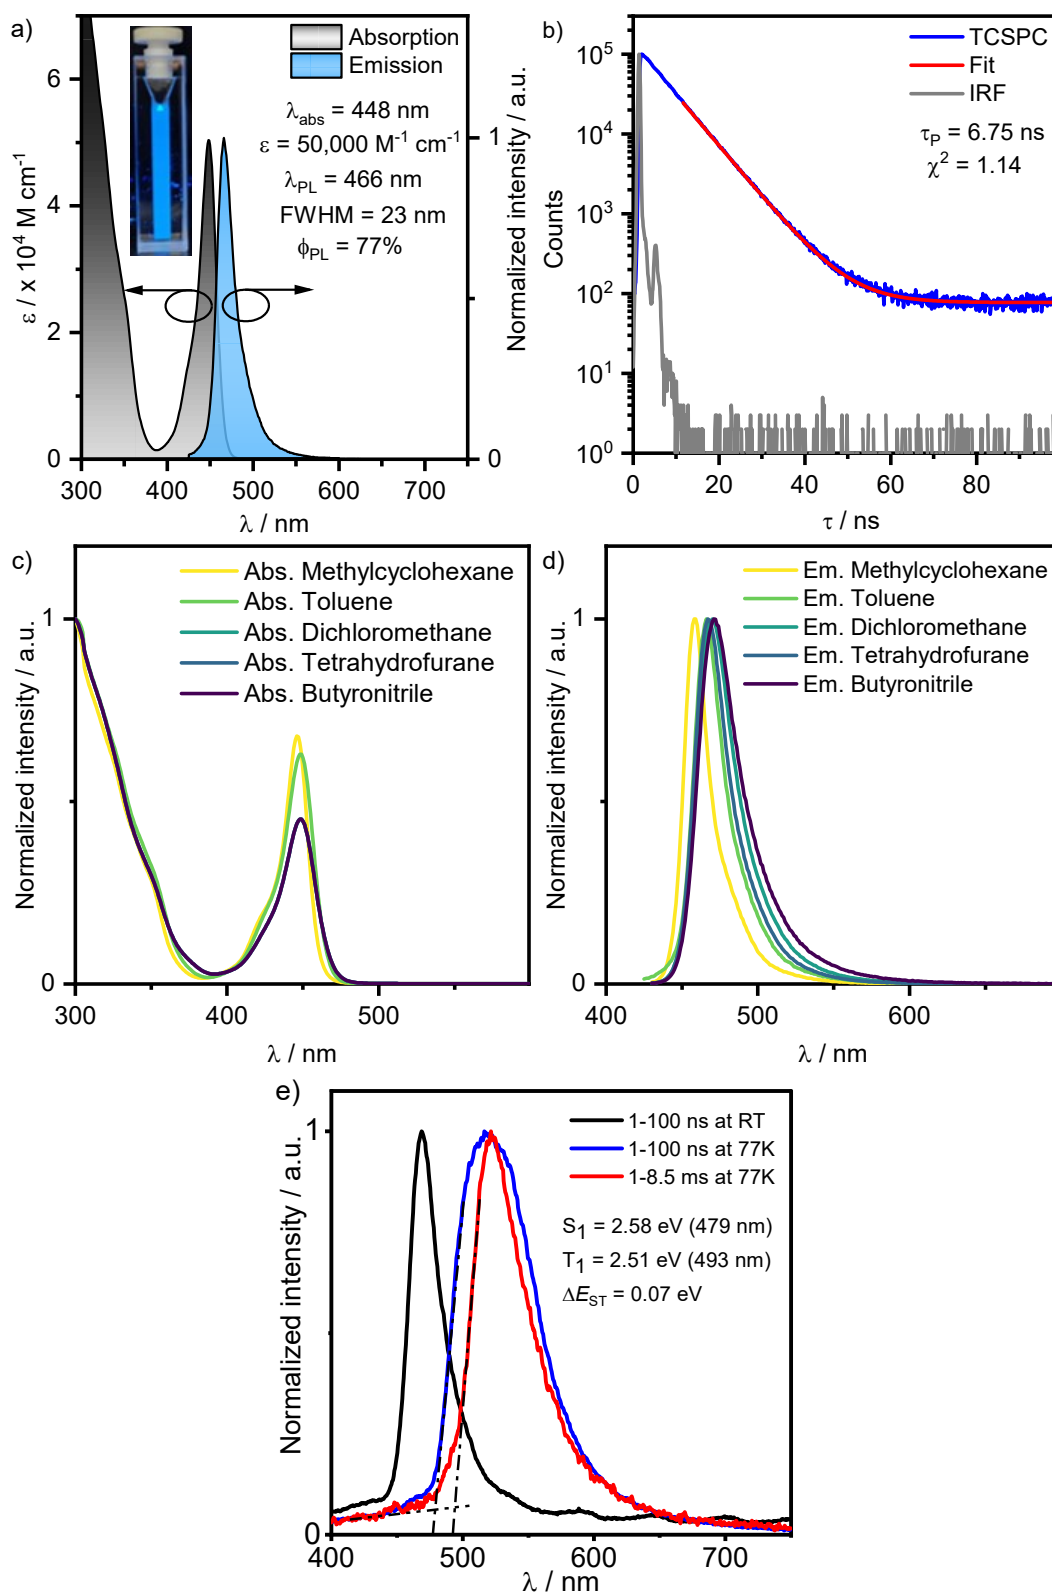 a)
Absorption
Emission
λabs = 448 nm
ε = 50,000 M⁻¹ cm⁻¹
λPL = 466 nm
FWHM = 23 nm
ϕPL = 77%
ε / x 10⁴ M cm⁻¹
6
4
2
0
300
400
500
600
700
λ / nm
1
0
Normalized intensity / a.u.
b)
TCSPC
Fit
IRF
τP = 6.75 ns
χ² = 1.14
Counts
10⁵
10⁴
10³
10²
10¹
10⁰
0
20
40
60
80
τ / ns
c)
Abs. Methylcyclohexane
Abs. Toluene
Abs. Dichloromethane
Abs. Tetrahydrofurane
Abs. Butyronitrile
Normalized intensity / a.u.
1
0
300
400
500
λ / nm
d)
Em. Methylcyclohexane
Em. Toluene
Em. Dichloromethane
Em. Tetrahydrofurane
Em. Butyronitrile
Normalized intensity / a.u.
1
0
400
500
600
λ / nm
e)
1-100 ns at RT
1-100 ns at 77K
1-8.5 ms at 77K
S1 = 2.58 eV (479 nm)
T1 = 2.51 eV (493 nm)
ΔEST = 0.07 eV
Normalized intensity / a.u.
1
0
400
500
600
700
λ / nm